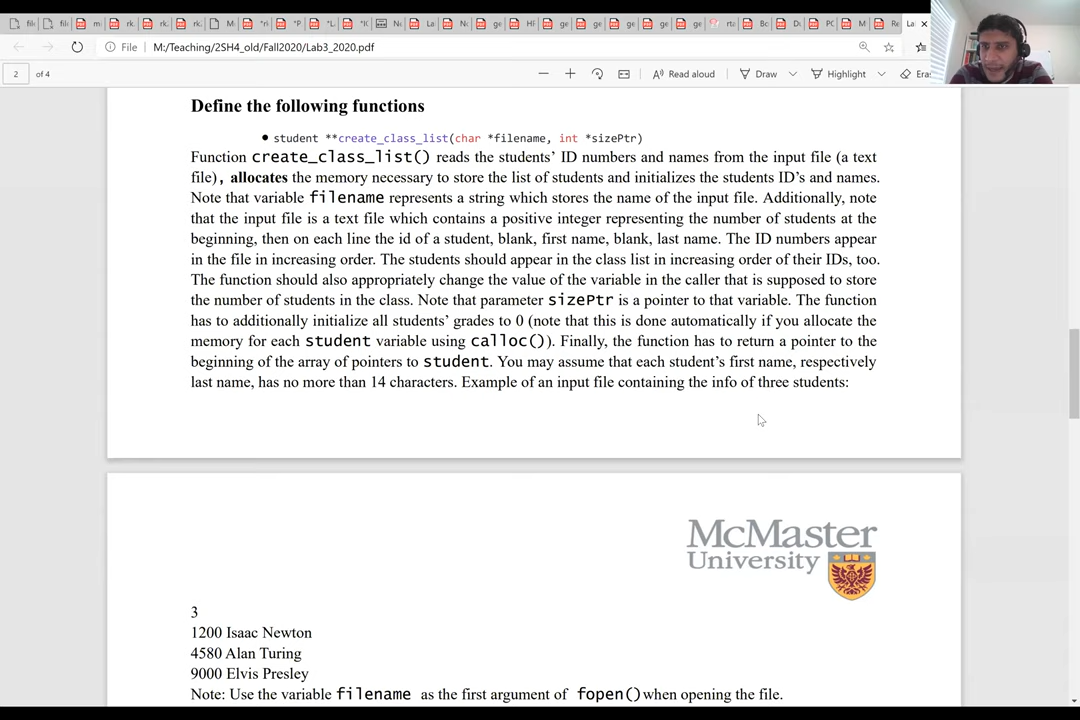 File
M:/Teaching/2SH4_old/Fall2020/Lab3_2020.pdf
2 of 4
Read aloud
Draw
Highlight
Define the following functions
• student **create_class_list(char *filename, int *sizePtr)
Function create_class_list() reads the students’ ID numbers and names from the input file (a text
file), allocates the memory necessary to store the list of students and initializes the students ID’s and names.
Note that variable filename represents a string which stores the name of the input file. Additionally, note
that the input file is a text file which contains a positive integer representing the number of students at the
beginning, then on each line the id of a student, blank, first name, blank, last name. The ID numbers appear
in the file in increasing order. The students should appear in the class list in increasing order of their IDs, too.
The function should also appropriately change the value of the variable in the caller that is supposed to store
the number of students in the class. Note that parameter sizePtr is a pointer to that variable. The function
has to additionally initialize all students’ grades to 0 (note that this is done automatically if you allocate the
memory for each student variable using calloc()). Finally, the function has to return a pointer to the
beginning of the array of pointers to student. You may assume that each student’s first name, respectively
last name, has no more than 14 characters. Example of an input file containing the info of three students:
McMaster
University
3
1200 Isaac Newton
4580 Alan Turing
9000 Elvis Presley
Note: Use the variable filename as the first argument of fopen() when opening the file.